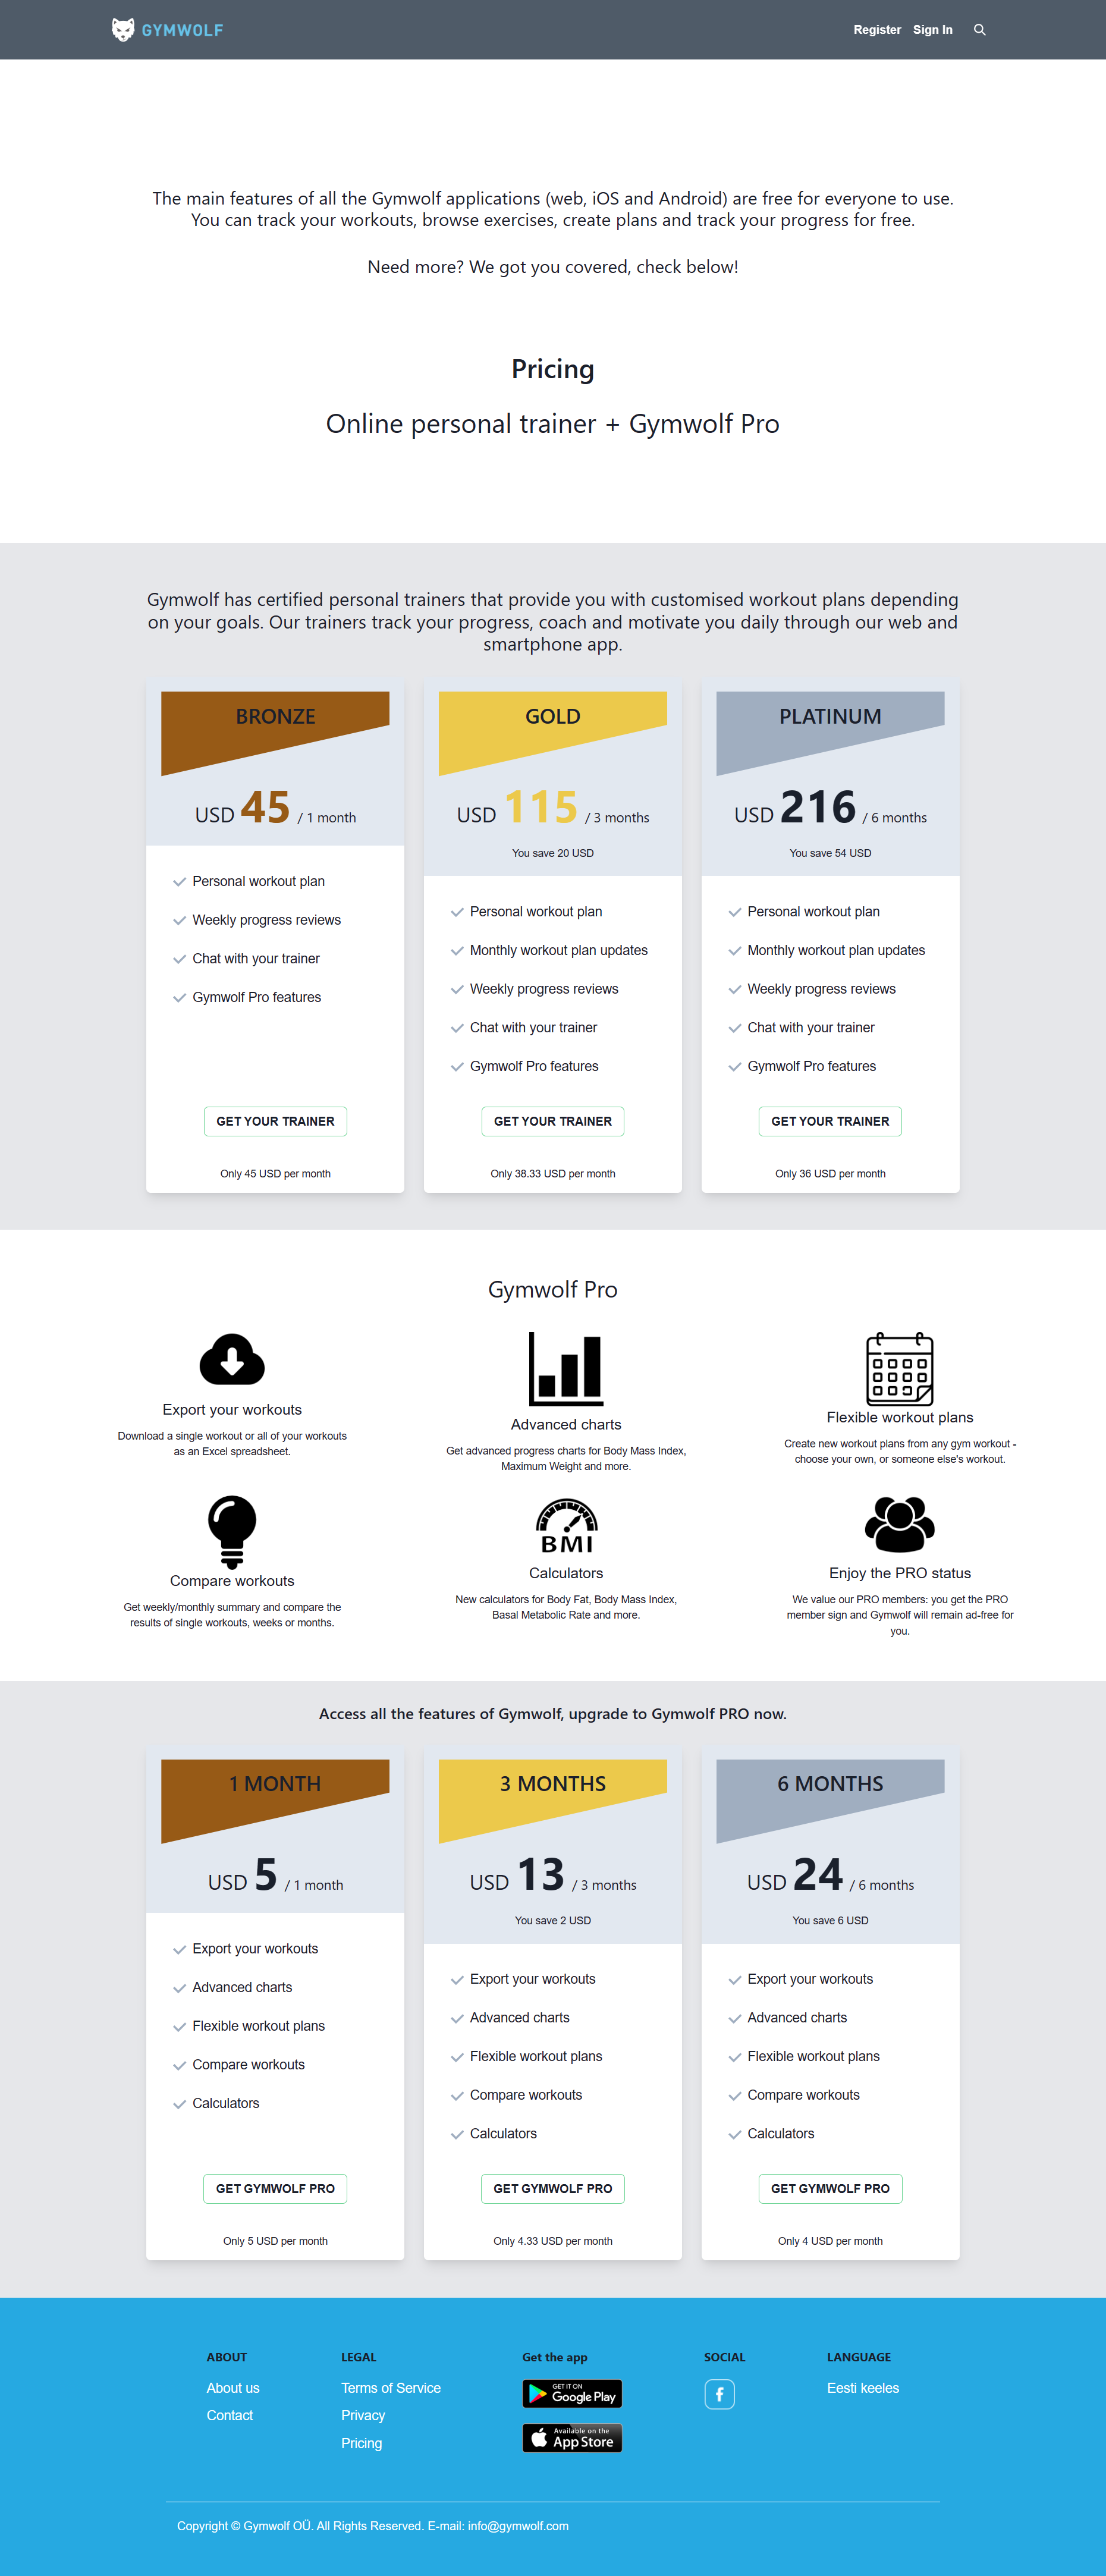 GYMWOLF
Register Sign In
The main features of all the Gymwolf applications (web, iOS and Android) are free for everyone to use.
You can track your workouts, browse exercises, create plans and track your progress for free.
Need more? We got you covered, check below!
Pricing
Online personal trainer + Gymwolf Pro
Gymwolf has certified personal trainers that provide you with customised workout plans depending
on your goals. Our trainers track your progress, coach and motivate you daily through our web and
smartphone app.
BRONZE
USD 45 / 1 month
Personal workout plan
Weekly progress reviews
Chat with your trainer
Gymwolf Pro features
GET YOUR TRAINER
Only 45 USD per month
GOLD
USD 115 / 3 months
You save 20 USD
Personal workout plan
Monthly workout plan updates
Weekly progress reviews
Chat with your trainer
Gymwolf Pro features
GET YOUR TRAINER
Only 38.33 USD per month
PLATINUM
USD 216 / 6 months
You save 54 USD
Personal workout plan
Monthly workout plan updates
Weekly progress reviews
Chat with your trainer
Gymwolf Pro features
GET YOUR TRAINER
Only 36 USD per month
Gymwolf Pro
Export your workouts
Download a single workout or all of your workouts
as an Excel spreadsheet.
Advanced charts
Get advanced progress charts for Body Mass Index,
Maximum Weight and more.
Flexible workout plans
Create new workout plans from any gym workout -
choose your own, or someone else's workout.
Compare workouts
Get weekly/monthly summary and compare the
results of single workouts, weeks or months.
BMI
Calculators
New calculators for Body Fat, Body Mass Index,
Basal Metabolic Rate and more.
Enjoy the PRO status
We value our PRO members: you get the PRO
member sign and Gymwolf will remain ad-free for
you.
Access all the features of Gymwolf, upgrade to Gymwolf PRO now.
1 MONTH
USD 5 / 1 month
Export your workouts
Advanced charts
Flexible workout plans
Compare workouts
Calculators
GET GYMWOLF PRO
Only 5 USD per month
3 MONTHS
USD 13 / 3 months
You save 2 USD
Export your workouts
Advanced charts
Flexible workout plans
Compare workouts
Calculators
GET GYMWOLF PRO
Only 4.33 USD per month
6 MONTHS
USD 24 / 6 months
You save 6 USD
Export your workouts
Advanced charts
Flexible workout plans
Compare workouts
Calculators
GET GYMWOLF PRO
Only 4 USD per month
ABOUT
About us
Contact
LEGAL
Terms of Service
Privacy
Pricing
Get the app
GET IT ON
Google Play
Available on the
App Store
SOCIAL
LANGUAGE
Eesti keeles
Copyright © Gymwolf OÜ. All Rights Reserved. E-mail: info@gymwolf.com